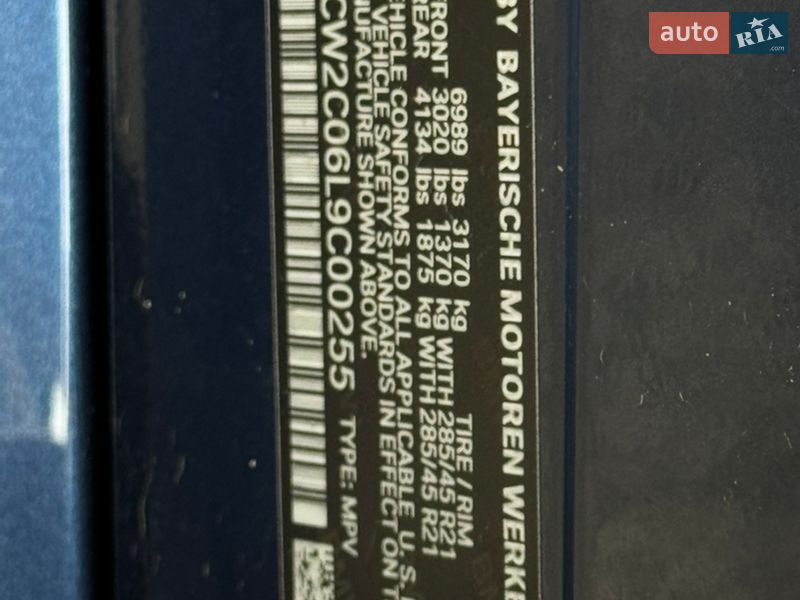 auto RIA
.com
BY BAYERISCHE MOTOREN WERKE
6989 lbs 3170 kg TIRE / RIM
FRONT 3020 lbs 1370 kg WITH 285/45 R21
REAR 4134 lbs 1875 kg WITH 285/45 R21
VEHICLE CONFORMS TO ALL APPLICABLE U.S.
VEHICLE SAFETY STANDARDS IN EFFECT ON
SHOWN ABOVE.
CW2C06L9C00255 TYPE: MPV